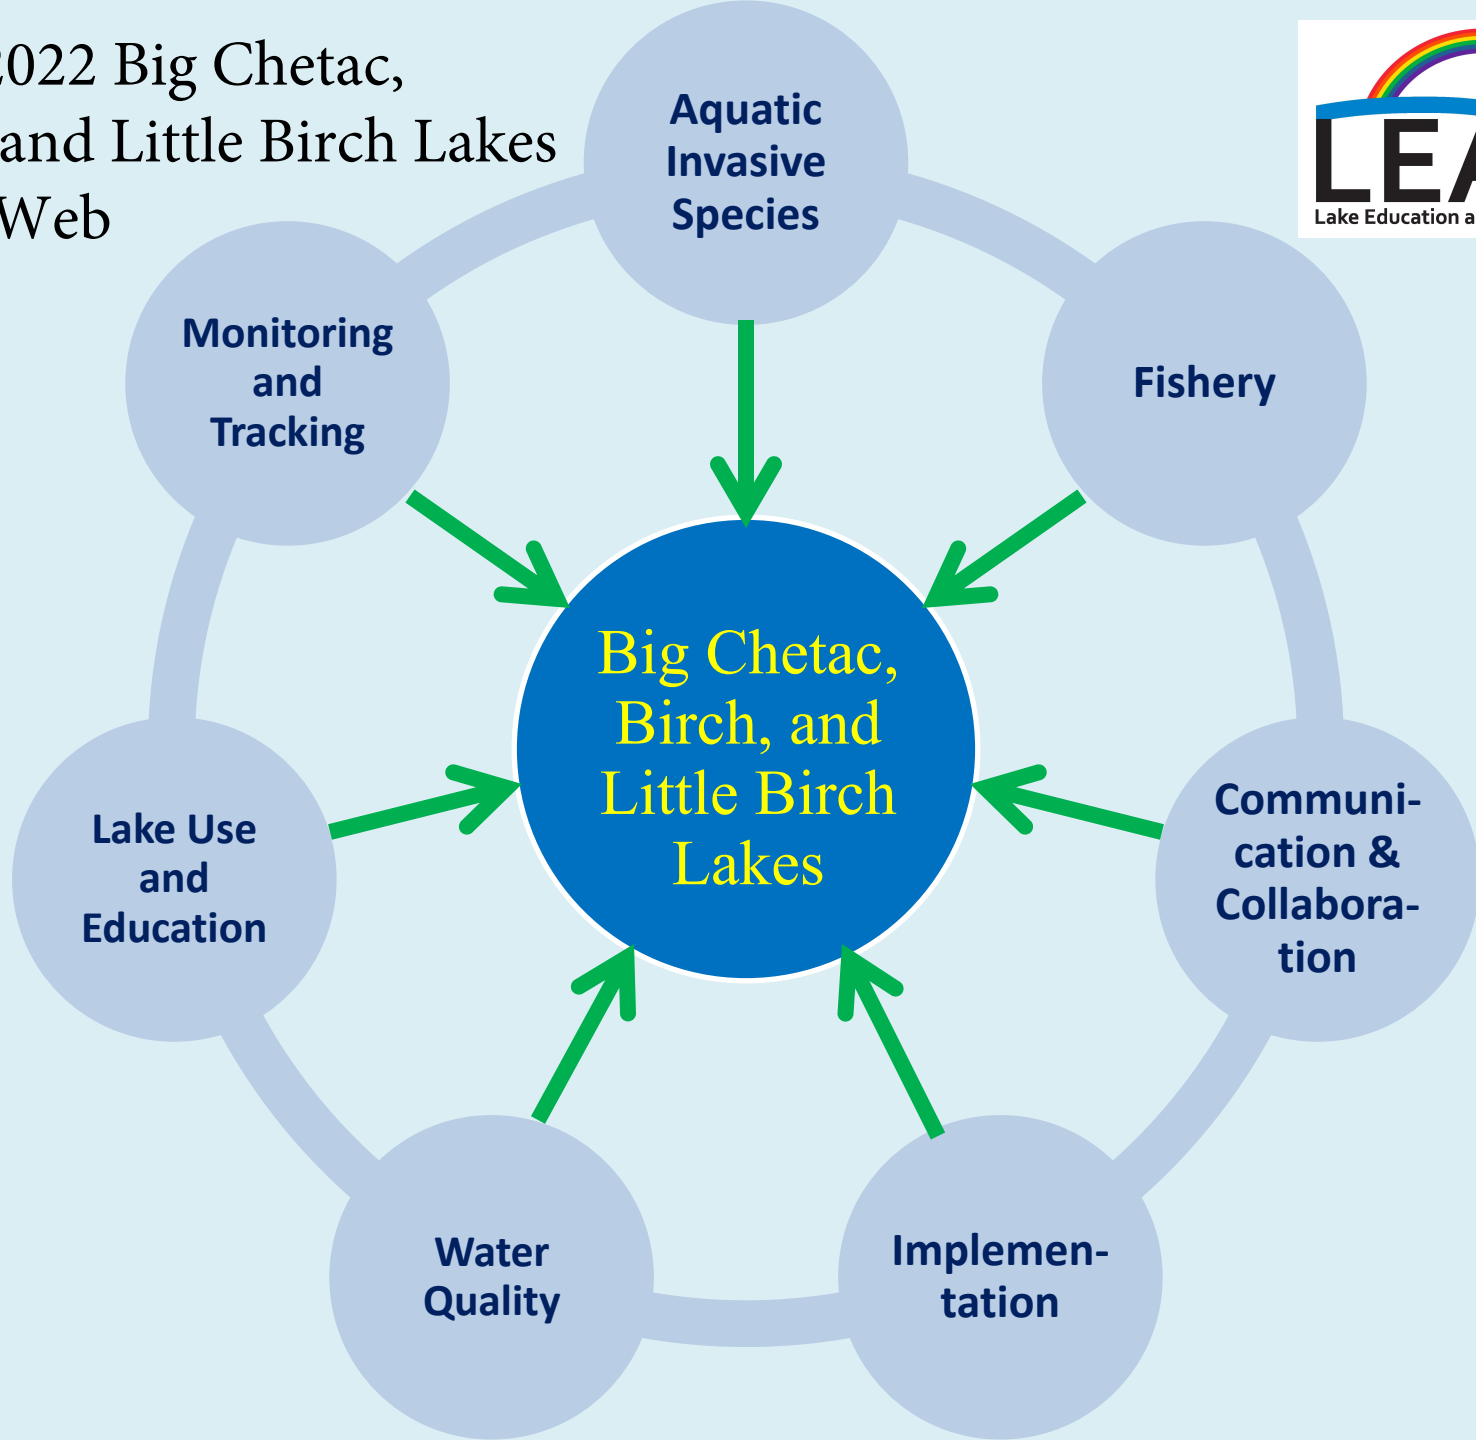 2022 Big Chetac,
and Little Birch Lakes
Web
LEA
Lake Education a
Aquatic
Invasive
Species
Fishery
Communi-
cation &
Collabora-
tion
Implemen-
tation
Water
Quality
Lake Use
and
Education
Monitoring
and
Tracking
Big Chetac,
Birch, and
Little Birch
Lakes